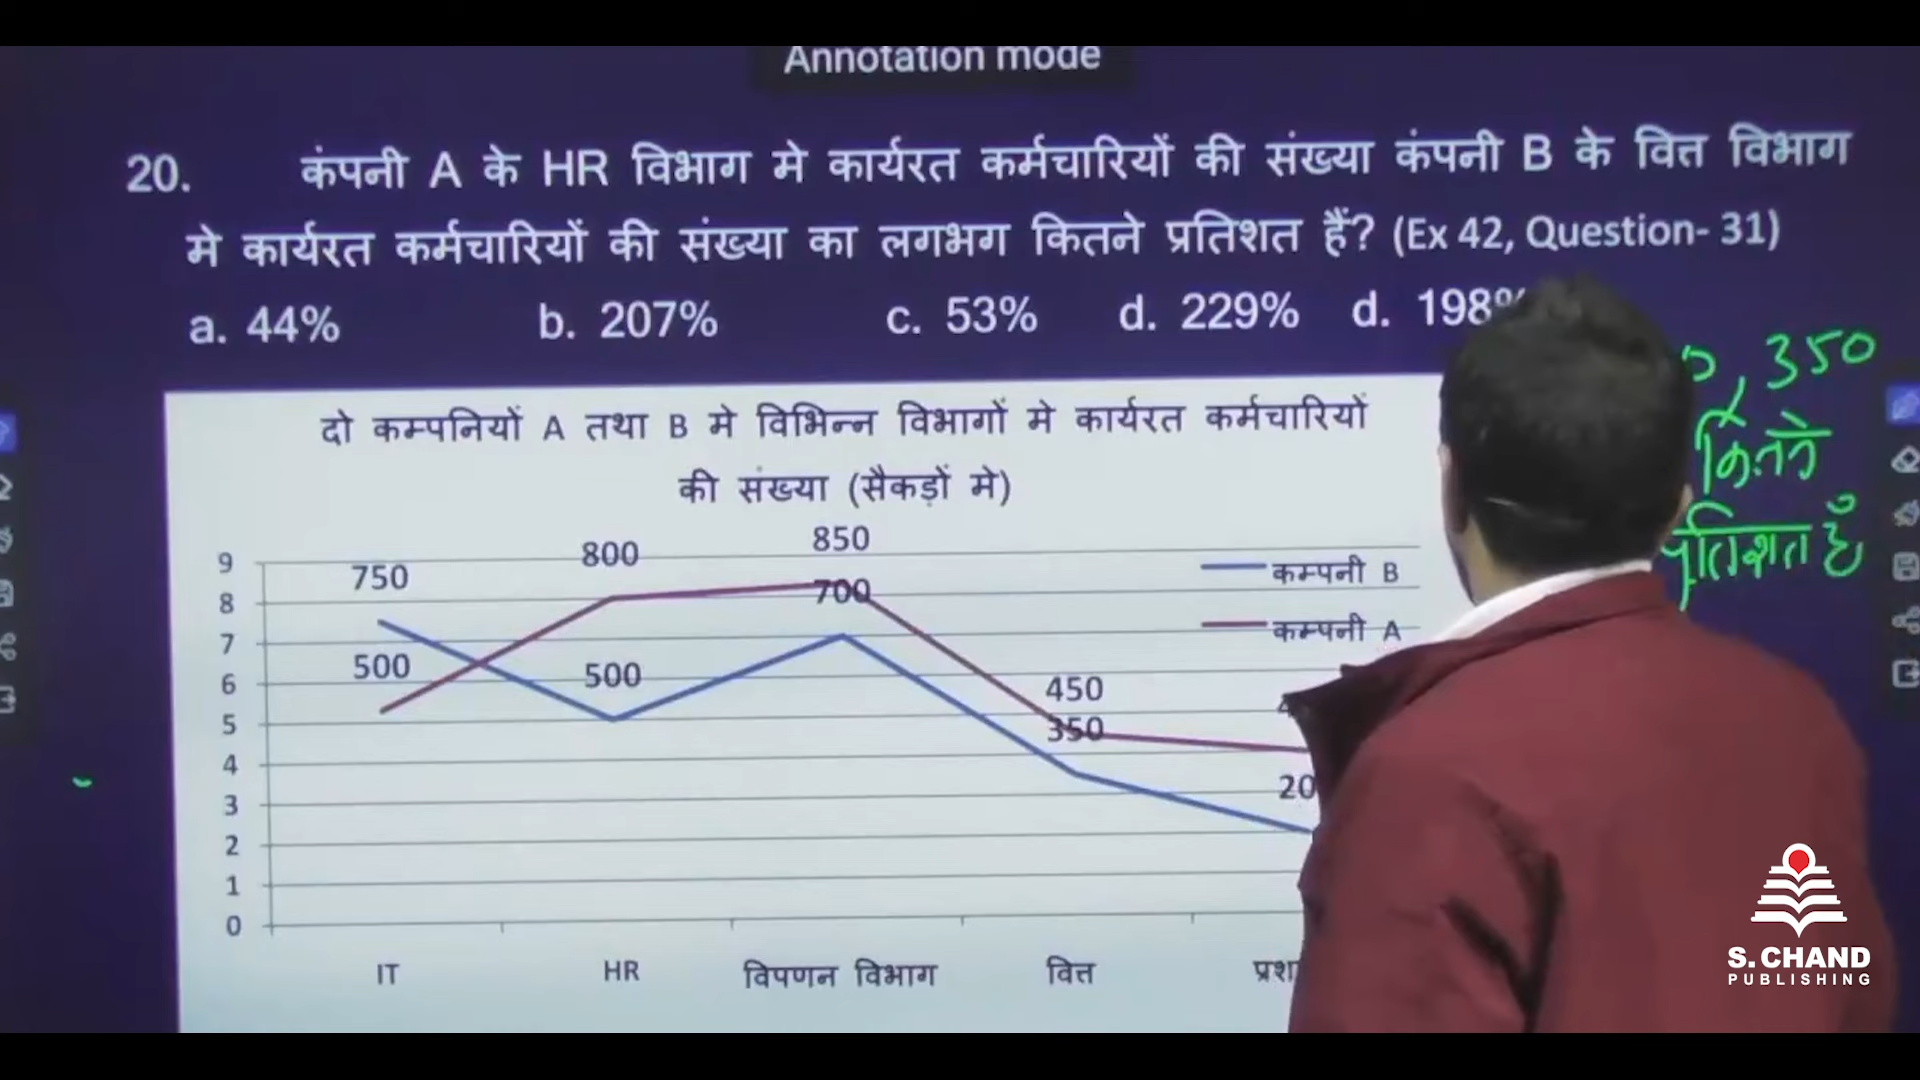 Annotation mode
20. कंपनी A के HR विभाग मे कार्यरत कर्मचारियों की संख्या कंपनी B के वित्त विभाग
मे कार्यरत कर्मचारियों की संख्या का लगभग कितने प्रतिशत हैं? (Ex 42, Question- 31)
a. 44% b. 207% c. 53% d. 229% d. 198%
, 350
कितने
प्रतिशत है
दो कम्पनियों A तथा B मे विभिन्न विभागों मे कार्यरत कर्मचारियों
की संख्या (सैकड़ों मे)
9
8
7
6
5
4
3
2
1
0
750
800
850
700
500
500
450
350
20
कम्पनी B
कम्पनी A
IT HR विपणन विभाग वित्त
S. CHAND
PUBLISHING